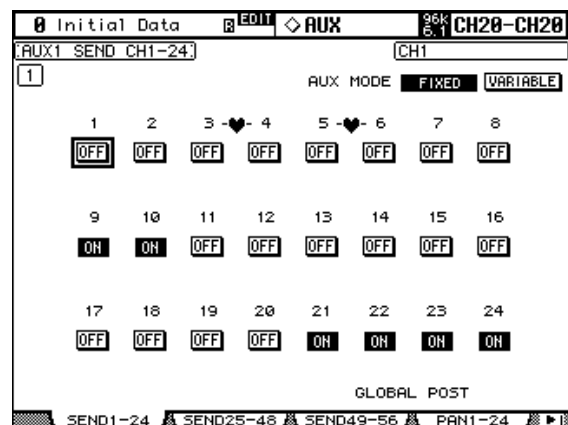 0 Initial Data R EDIT ◇ AUX 96K 6.1 CH20-CH20
AUX1 SEND CH1-24 CH1
1 AUX MODE FIXED VARIABLE
1 2 3 -♥- 4 5 -♥- 6 7 8
OFF OFF OFF OFF OFF OFF OFF OFF
9 10 11 12 13 14 15 16
ON ON OFF OFF OFF OFF OFF OFF
17 18 19 20 21 22 23 24
OFF OFF OFF OFF ON ON ON ON
GLOBAL POST
SEND1-24 SEND25-48 SEND49-56 PAN1-24